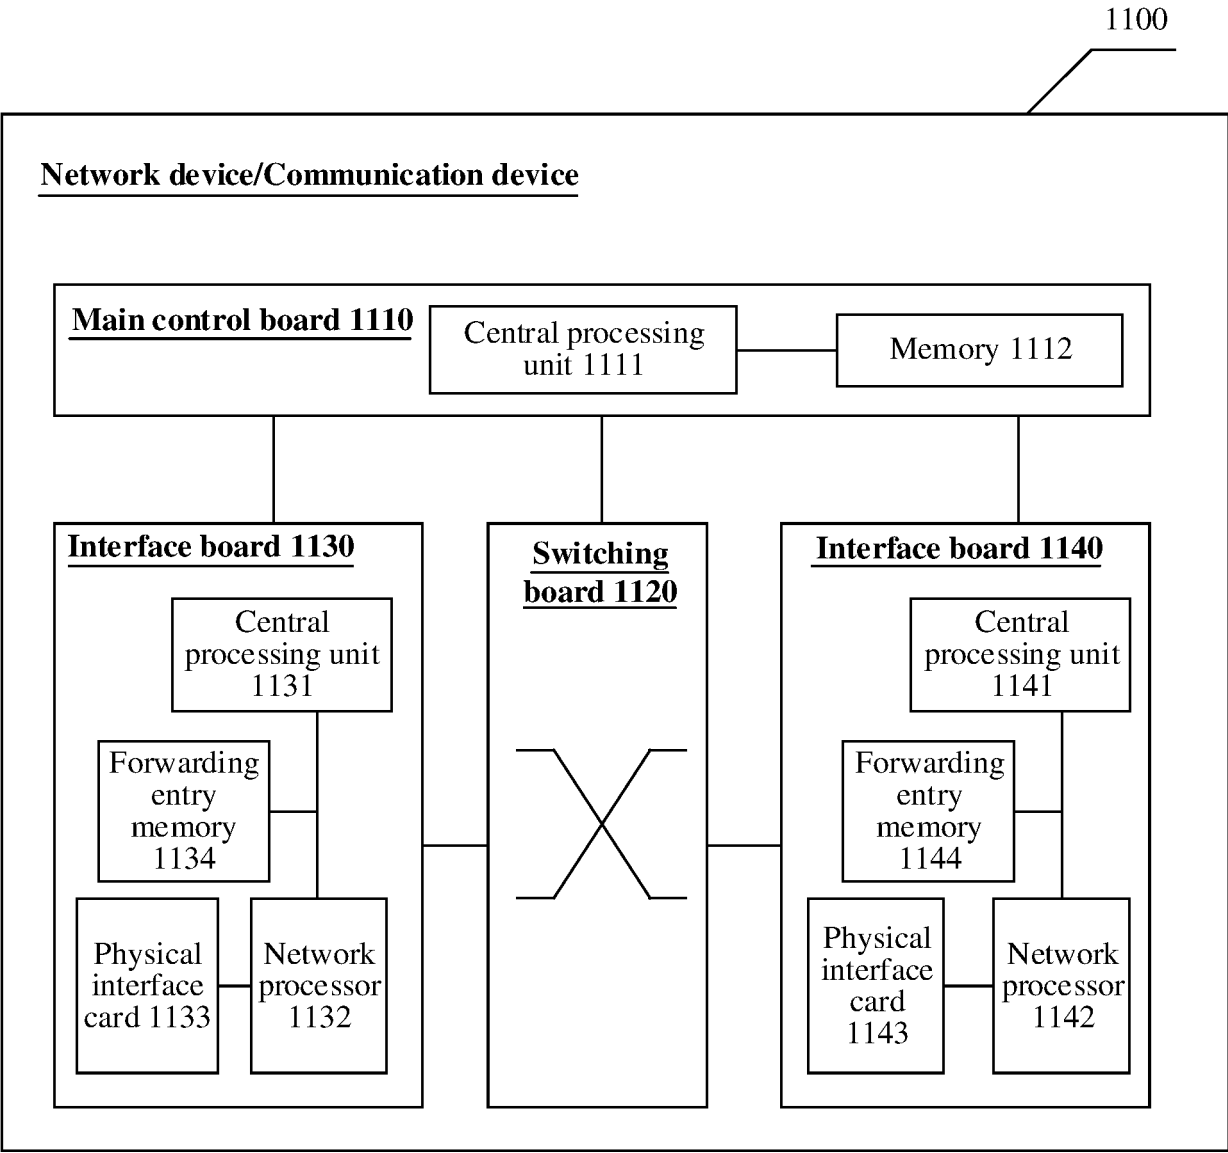 1100
Network device/Communication device
Main control board 1110
Central processing
unit 1111
Memory 1112
Interface board 1130
Central
processing unit
1131
Forwarding
entry
memory
1134
Physical
interface
card 1133
Network
processor
1132
Switching
board 1120
Interface board 1140
Central
processing unit
1141
Forwarding
entry
memory
1144
Physical
interface
card
1143
Network
processor
1142